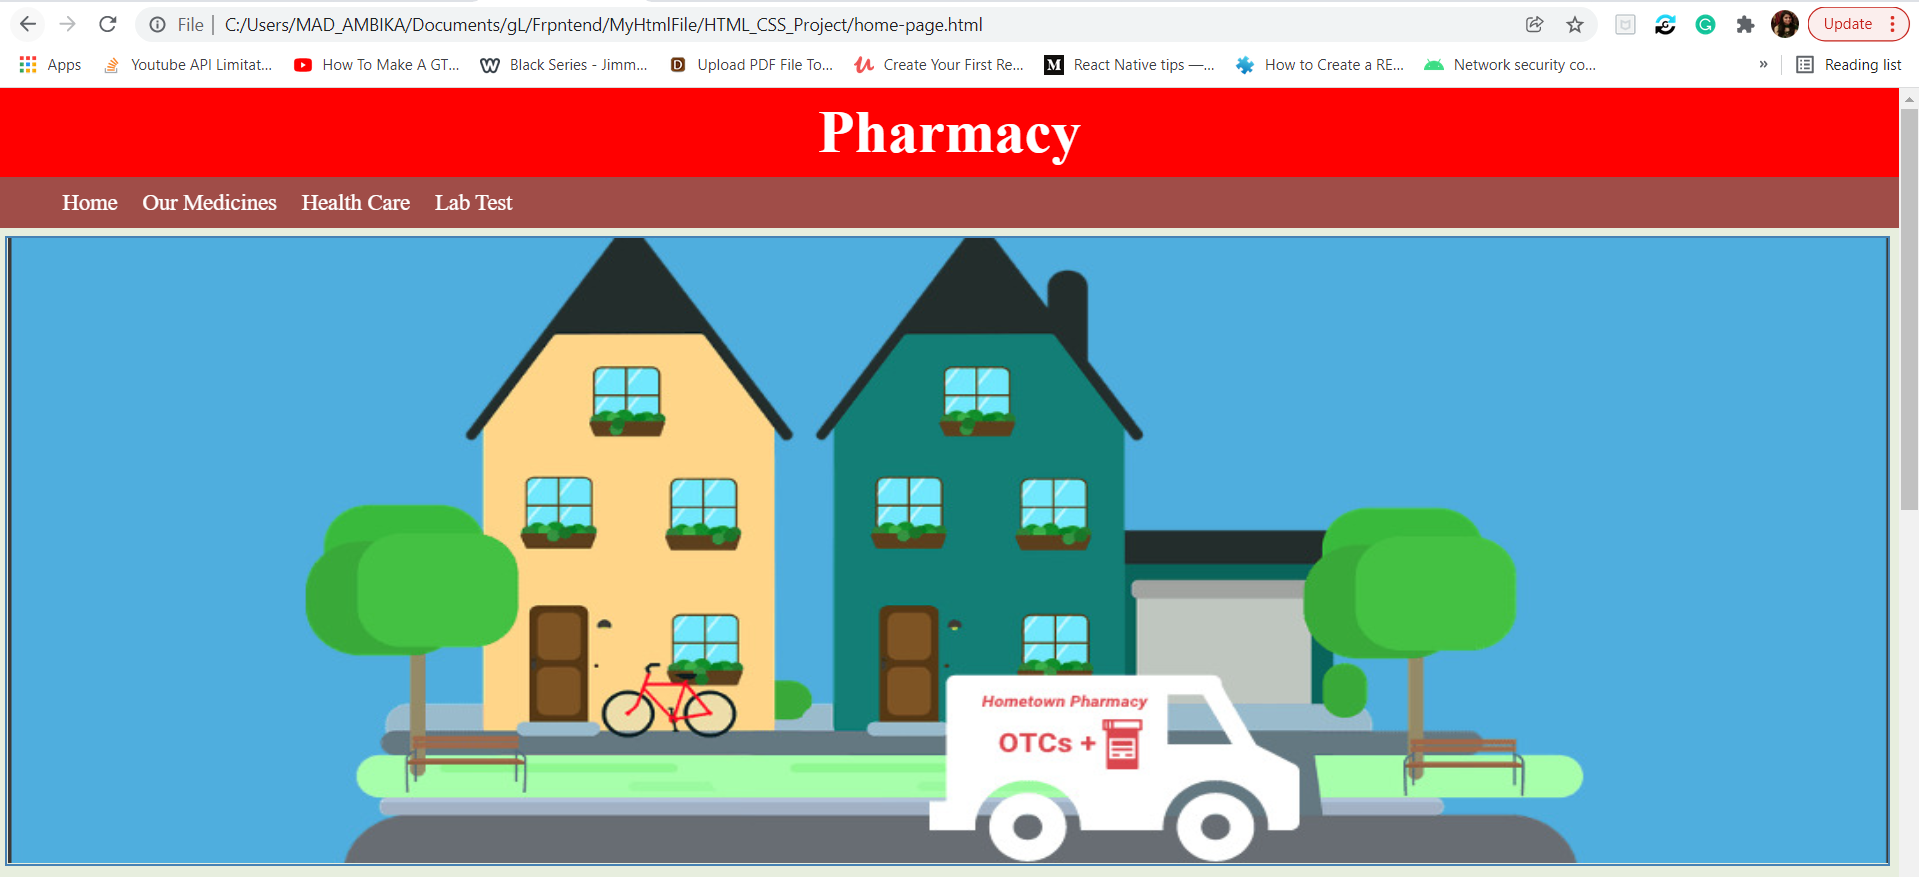 File | C:/Users/MAD_AMBIKA/Documents/gL/Frpntend/MyHtmlFile/HTML_CSS_Project/home-page.html Update
Apps Youtube API Limitat... How To Make A GT... Black Series - Jimm... Upload PDF File To... Create Your First Re... M React Native tips —... How to Create a RE... Network security co... » Reading list
Pharmacy
Home Our Medicines Health Care Lab Test
Hometown Pharmacy
OTCs +